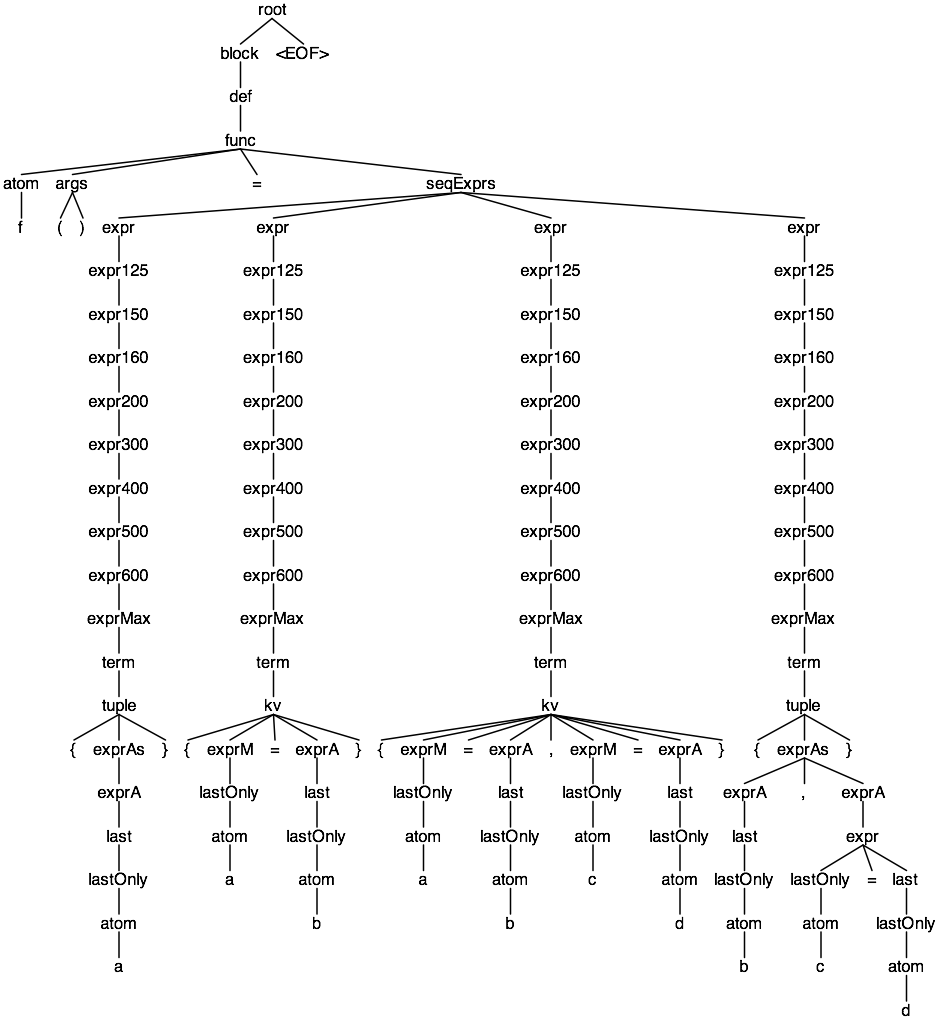 root
block <EOF>
def
func
atom args = seqExprs
f ( ) expr expr expr expr
expr125 expr125 expr125 expr125
expr150 expr150 expr150 expr150
expr160 expr160 expr160 expr160
expr200 expr200 expr200 expr200
expr300 expr300 expr300 expr300
expr400 expr400 expr400 expr400
expr500 expr500 expr500 expr500
expr600 expr600 expr600 expr600
exprMax exprMax exprMax exprMax
term term term term
tuple kv kv tuple
{ exprAs } { exprM = exprA } { exprM = exprA , exprM = exprA } { exprAs }
exprA lastOnly last lastOnly last lastOnly last exprA , exprA
last atom lastOnly atom lastOnly atom lastOnly last expr
lastOnly a atom a atom c atom lastOnly lastOnly = last
atom b b d atom atom lastOnly
a b c atom
d